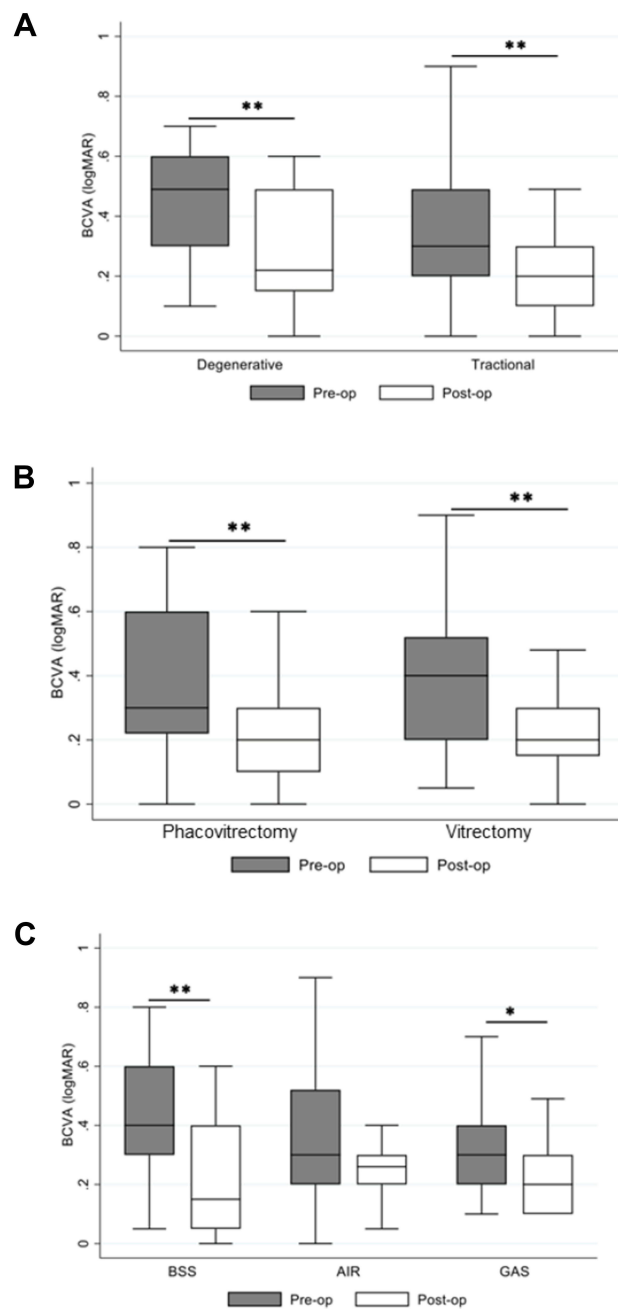 A
1
**
**
.8
.6
BCVA (logMAR)
.4
.2
0
Degenerative Tractional
Pre-op Post-op
B
1
**
**
.8
.6
BCVA (logMAR)
.4
.2
0
Phacovitrectomy Vitrectomy
Pre-op Post-op
C
1
**
*
.8
.6
BCVA (logMAR)
.4
.2
0
BSS AIR GAS
Pre-op Post-op